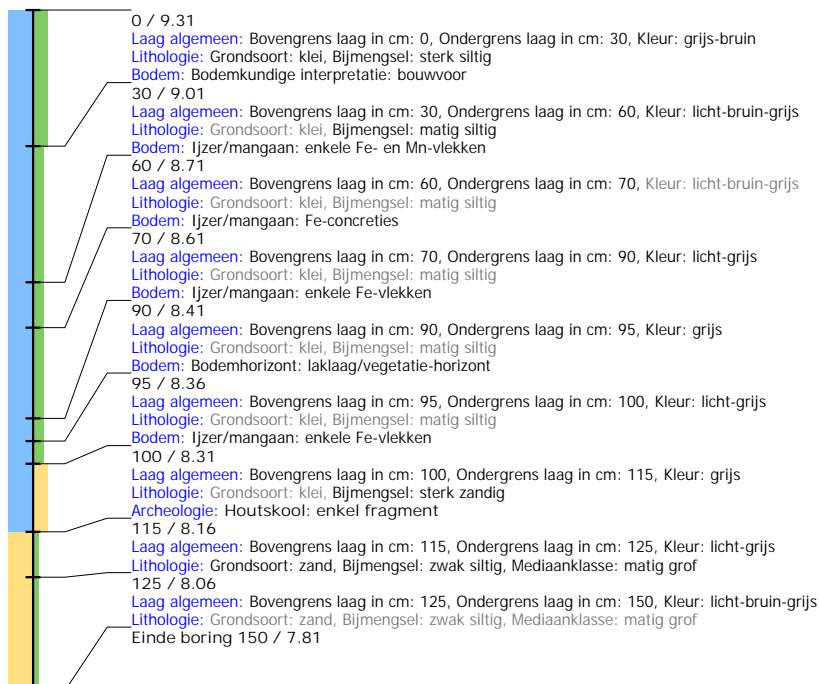 0 / 9.31
Laag algemeen: Bovengrens laag in cm: 0, Ondergrens laag in cm: 30, Kleur: grijs-bruin
Lithologie: Grondsoort: klei, Bijmengsel: sterk siltig
Bodem: Bodemkundige interpretatie: bouwvoor
30 / 9.01
Laag algemeen: Bovengrens laag in cm: 30, Ondergrens laag in cm: 60, Kleur: licht-bruin-grijs
Lithologie: Grondsoort: klei, Bijmengsel: matig siltig
Bodem: Ijzer/mangaan: enkele Fe- en Mn-vlekken
60 / 8.71
Laag algemeen: Bovengrens laag in cm: 60, Ondergrens laag in cm: 70, Kleur: licht-bruin-grijs
Lithologie: Grondsoort: klei, Bijmengsel: matig siltig
Bodem: Ijzer/mangaan: Fe-concreties
70 / 8.61
Laag algemeen: Bovengrens laag in cm: 70, Ondergrens laag in cm: 90, Kleur: licht-grijs
Lithologie: Grondsoort: klei, Bijmengsel: matig siltig
Bodem: Ijzer/mangaan: enkele Fe-vlekken
90 / 8.41
Laag algemeen: Bovengrens laag in cm: 90, Ondergrens laag in cm: 95, Kleur: grijs
Lithologie: Grondsoort: klei, Bijmengsel: matig siltig
Bodem: Bodemhorizont: laklaag/vegetatie-horizont
95 / 8.36
Laag algemeen: Bovengrens laag in cm: 95, Ondergrens laag in cm: 100, Kleur: licht-grijs
Lithologie: Grondsoort: klei, Bijmengsel: matig siltig
Bodem: Ijzer/mangaan: enkele Fe-vlekken
100 / 8.31
Laag algemeen: Bovengrens laag in cm: 100, Ondergrens laag in cm: 115, Kleur: grijs
Lithologie: Grondsoort: klei, Bijmengsel: sterk zandig
Archeologie: Houtskool: enkel fragment
115 / 8.16
Laag algemeen: Bovengrens laag in cm: 115, Ondergrens laag in cm: 125, Kleur: licht-grijs
Lithologie: Grondsoort: zand, Bijmengsel: zwak siltig, Mediaanklasse: matig grof
125 / 8.06
Laag algemeen: Bovengrens laag in cm: 125, Ondergrens laag in cm: 150, Kleur: licht-bruin-grijs
Lithologie: Grondsoort: zand, Bijmengsel: zwak siltig, Mediaanklasse: matig grof
Einde boring 150 / 7.81